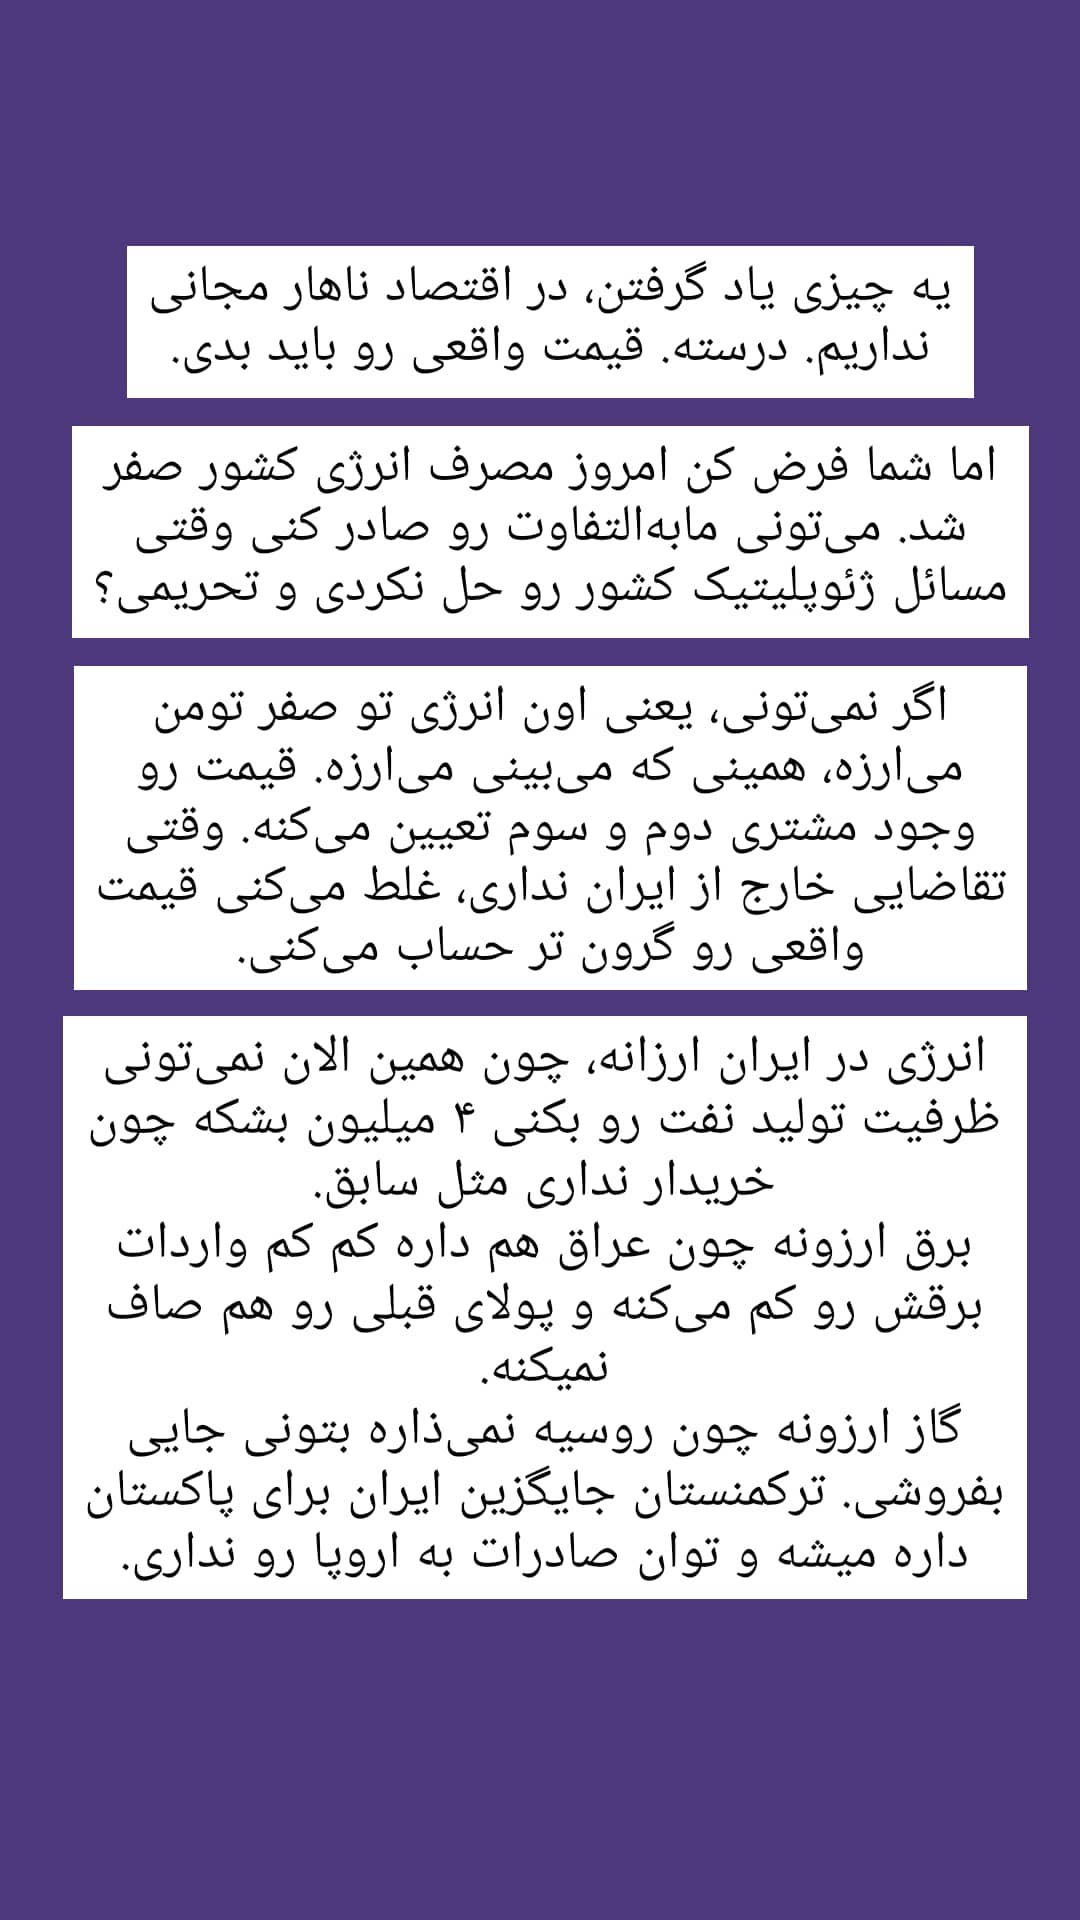 یه چیزی یاد گرفتن، در اقتصاد ناهار مجانی
نداریم. درسته. قیمت واقعی رو باید بدی.
اما شما فرض کن امروز مصرف انرژی کشور صفر
شد. می‌تونی مابه‌التفاوت رو صادر کنی وقتی
مسائل ژئوپلیتیک کشور رو حل نکردی و تحریمی؟
اگر نمی‌تونی، یعنی اون انرژی تو صفر تومن
می‌ارزه، همینی که می‌بینی می‌ارزه. قیمت رو
وجود مشتری دوم و سوم تعیین می‌کنه. وقتی
تقاضایی خارج از ایران نداری، غلط می‌کنی قیمت
واقعی رو گرون تر حساب می‌کنی.
انرژی در ایران ارزانه، چون همین الان نمی‌تونی
ظرفیت تولید نفت رو بکنی ۴ میلیون بشکه چون
خریدار نداری مثل سابق.
برق ارزونه چون عراق هم داره کم کم واردات
برقش رو کم می‌کنه و پولای قبلی رو هم صاف
نمیکنه.
گاز ارزونه چون روسیه نمی‌ذاره بتونی جایی
بفروشی. ترکمنستان جایگزین ایران برای پاکستان
داره میشه و توان صادرات به اروپا رو نداری.